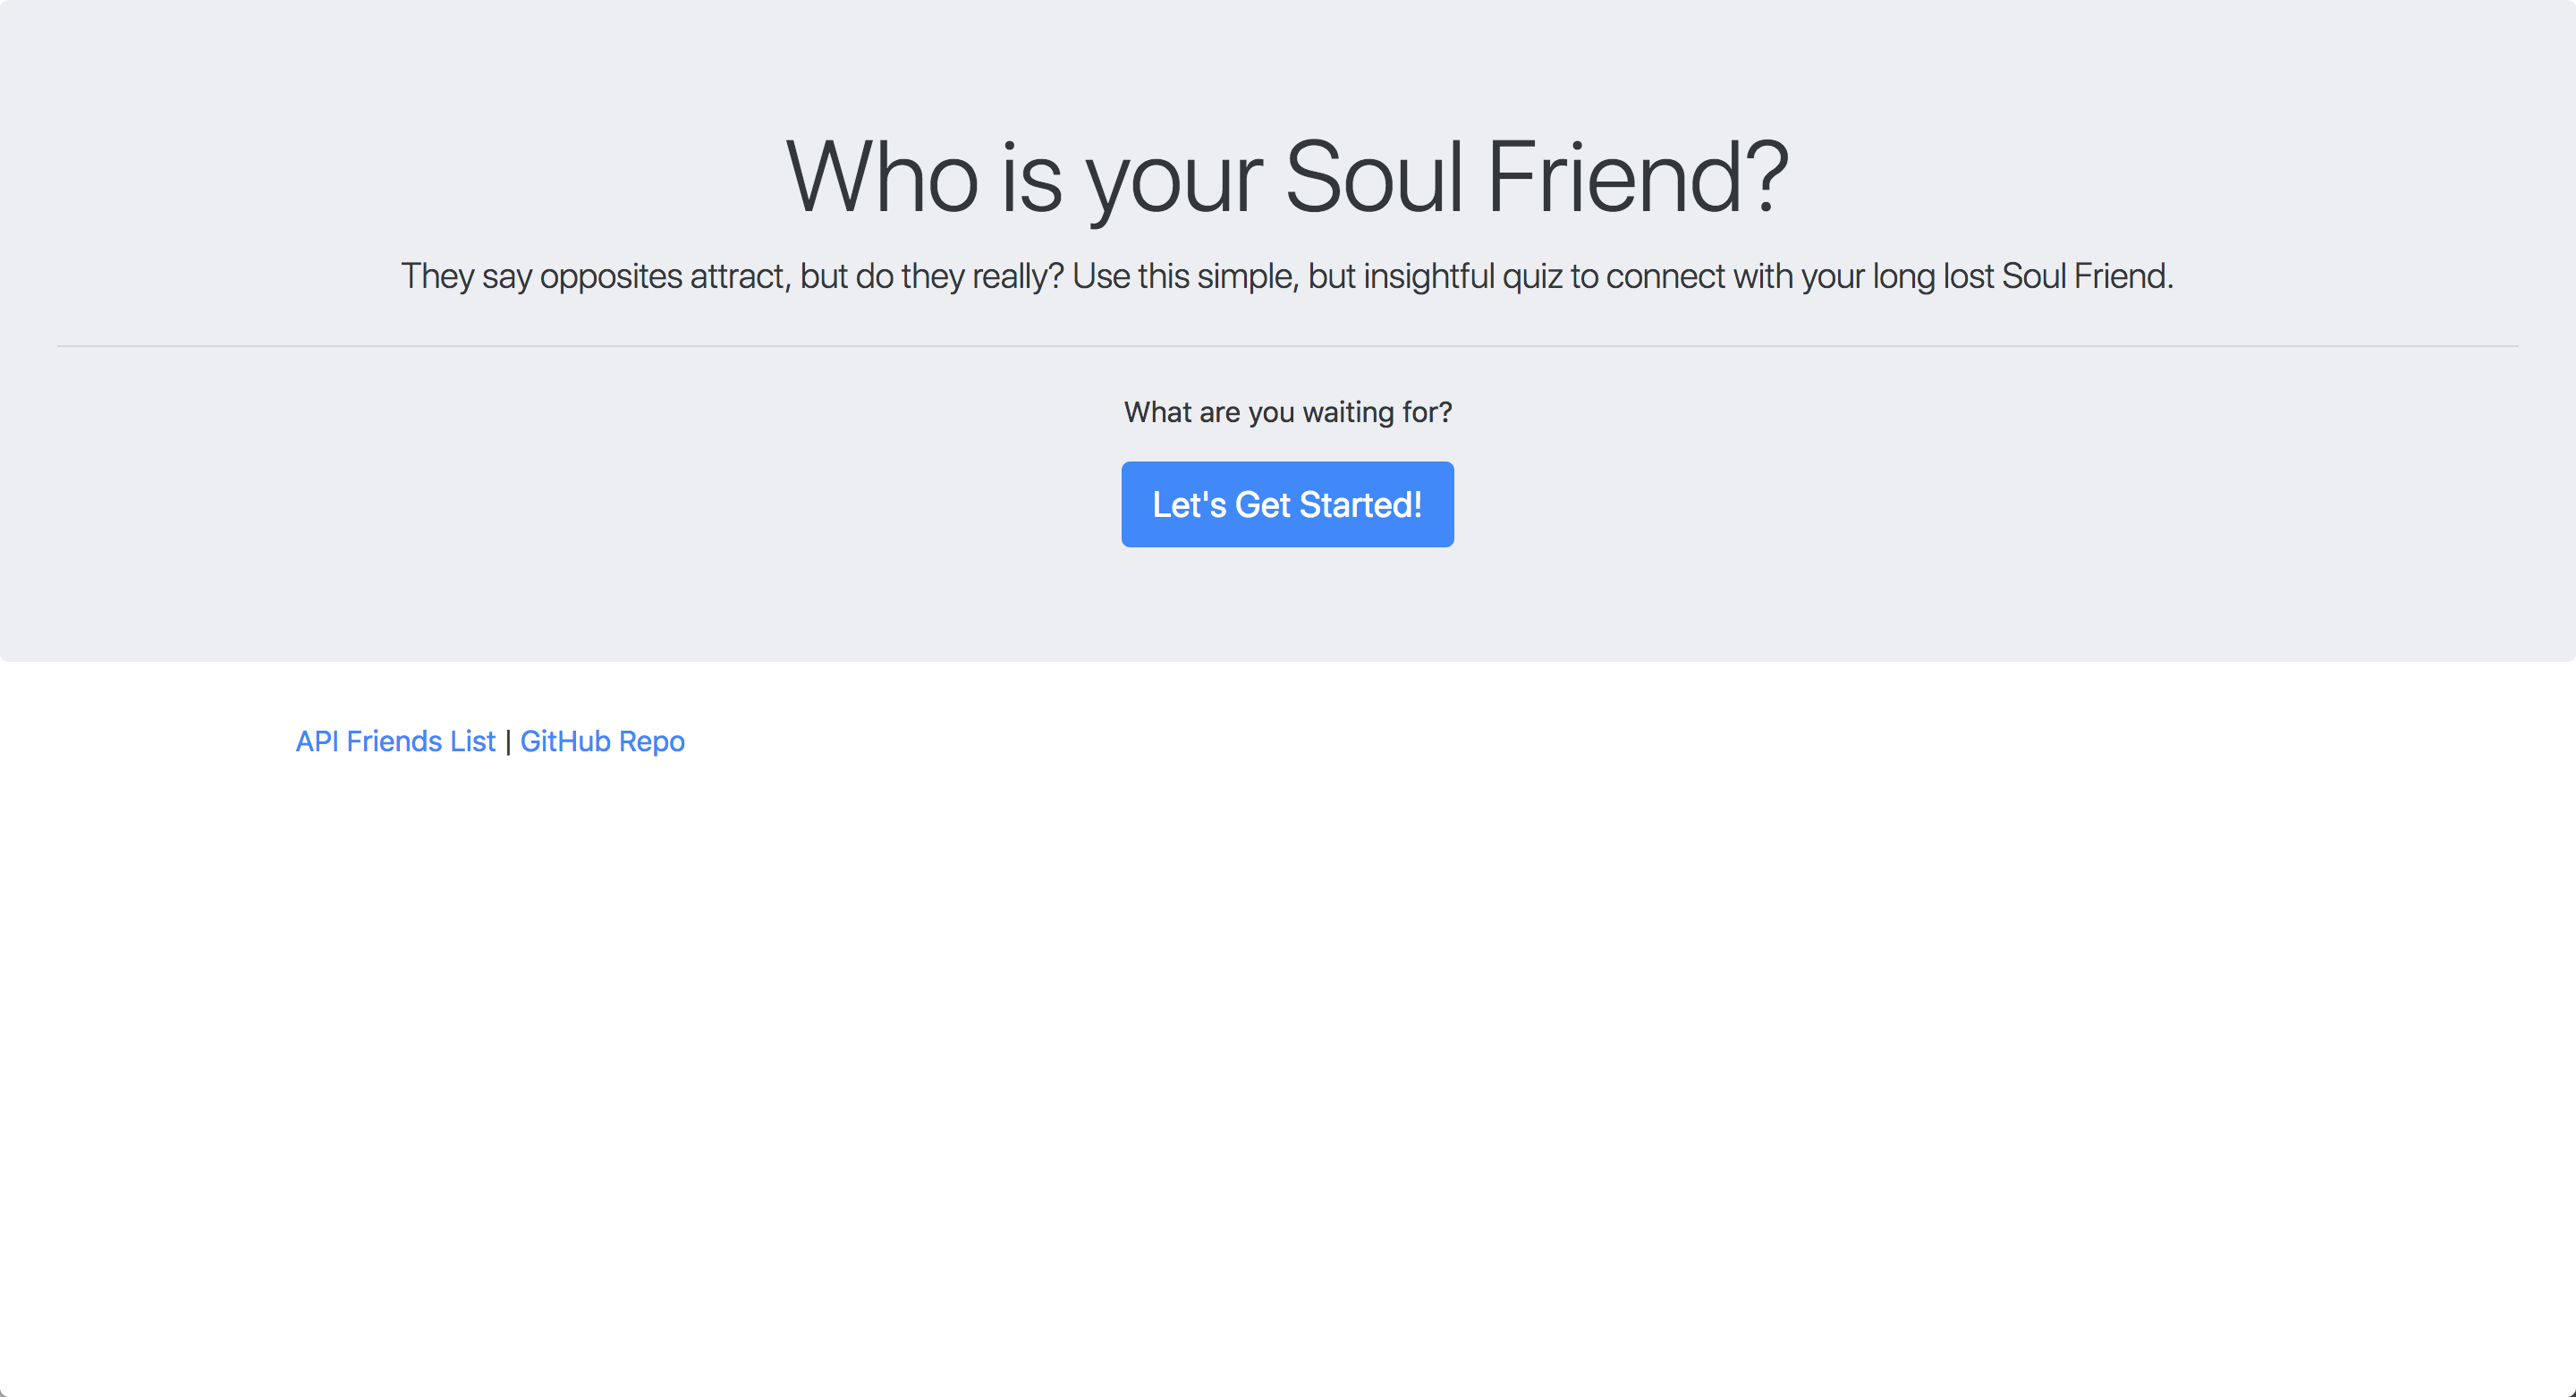 Who is your Soul Friend?
They say opposites attract, but do they really? Use this simple, but insightful quiz to connect with your long lost Soul Friend.
What are you waiting for?
Let's Get Started!
API Friends List | GitHub Repo